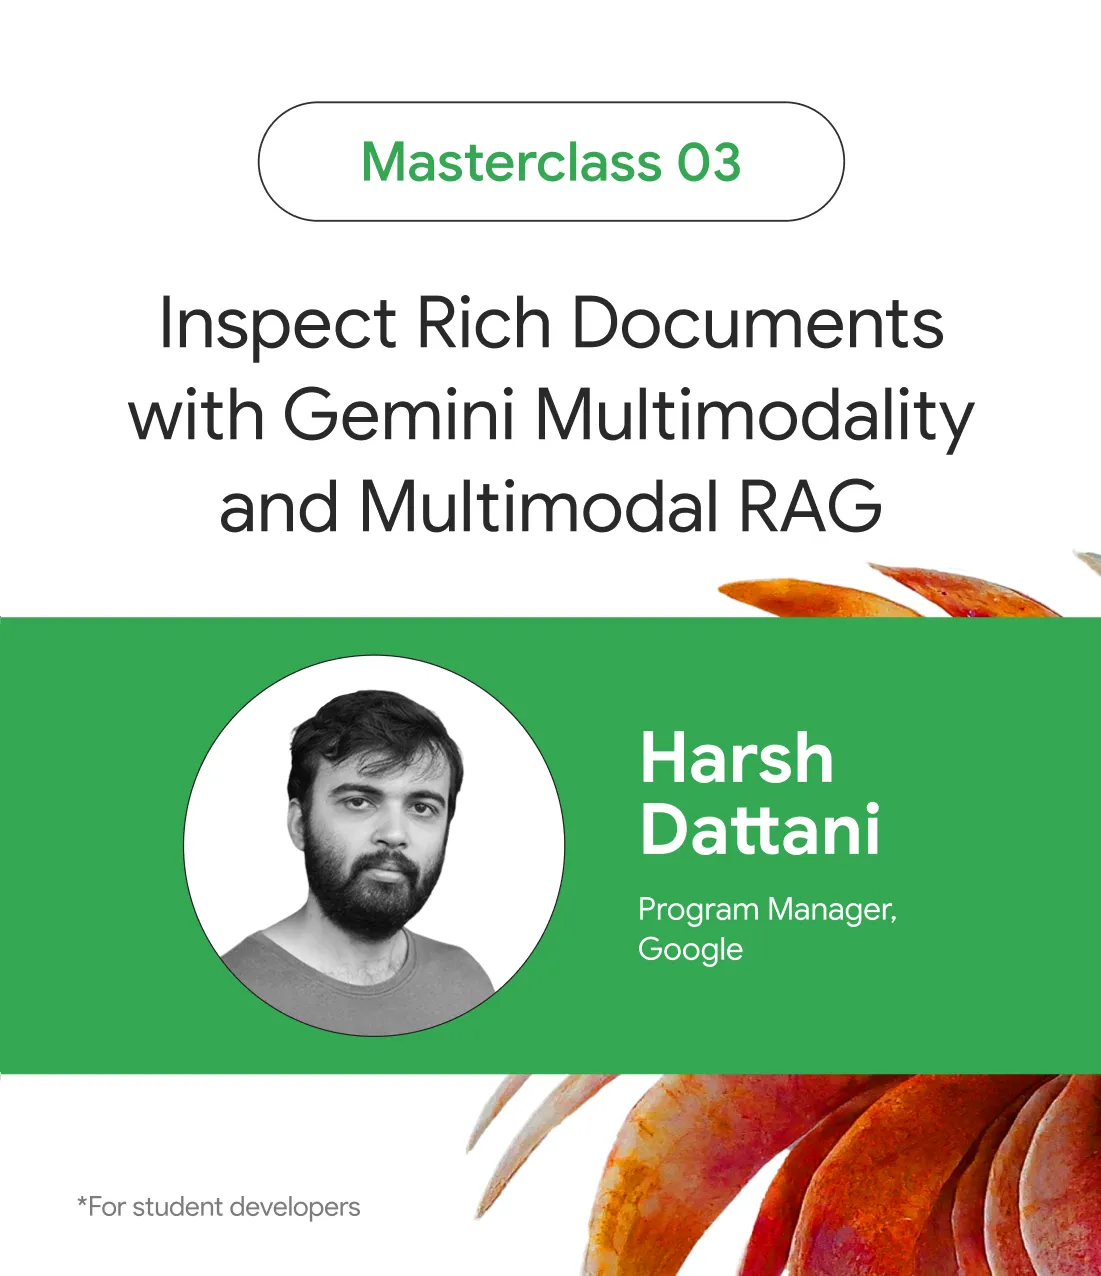 Masterclass 03
Inspect Rich Documents
with Gemini Multimodality
and Multimodal RAG
Harsh
Dattani
Program Manager,
Google
*For student developers